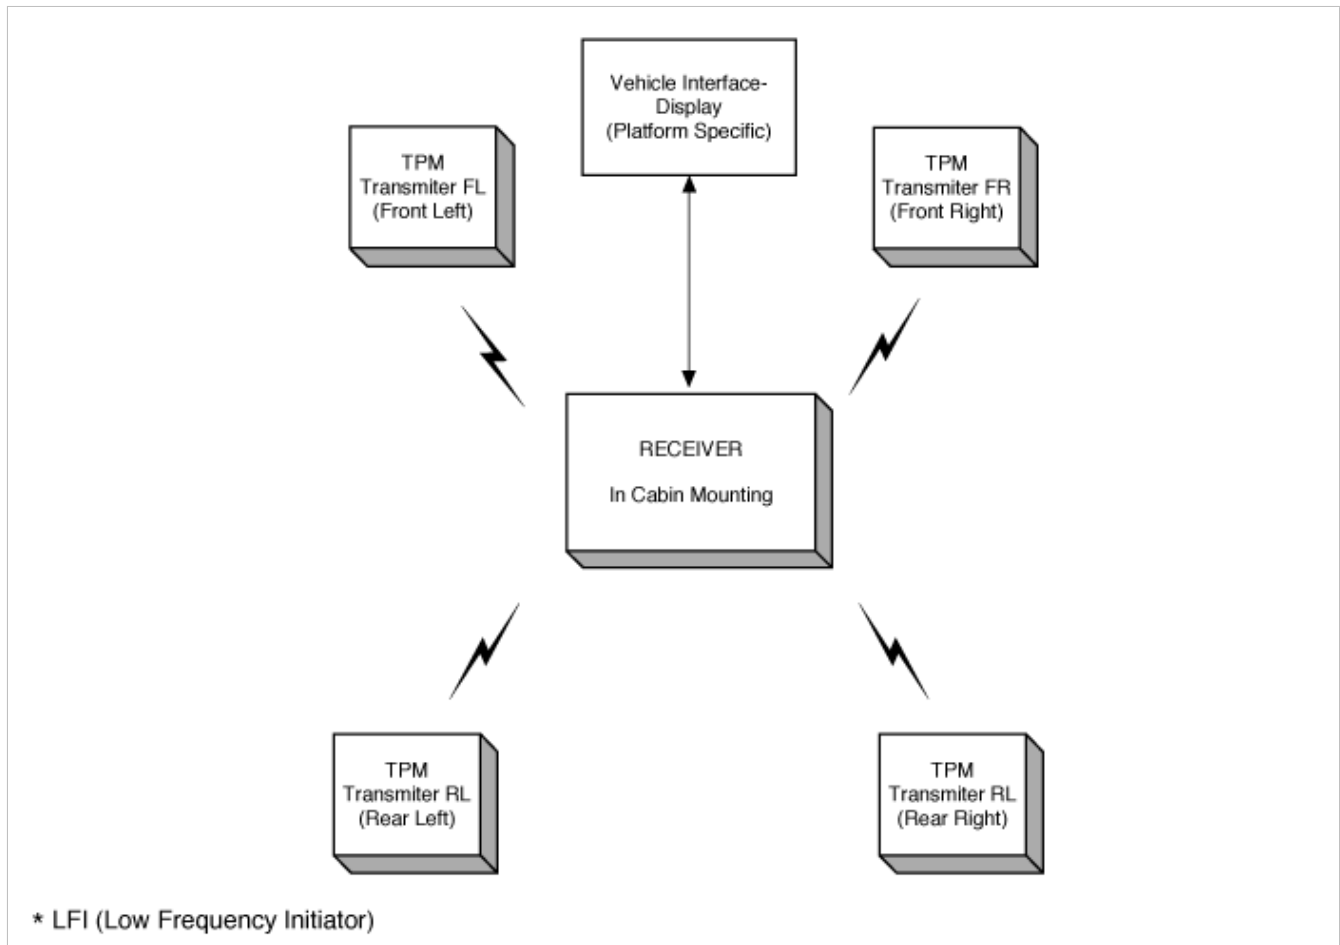 Vehicle Interface-
Display
(Platform Specific)
TPM
Transmiter FL
(Front Left)
TPM
Transmiter FR
(Front Right)
RECEIVER
In Cabin Mounting
TPM
Transmiter RL
(Rear Left)
TPM
Transmiter RL
(Rear Right)
* LFI (Low Frequency Initiator)